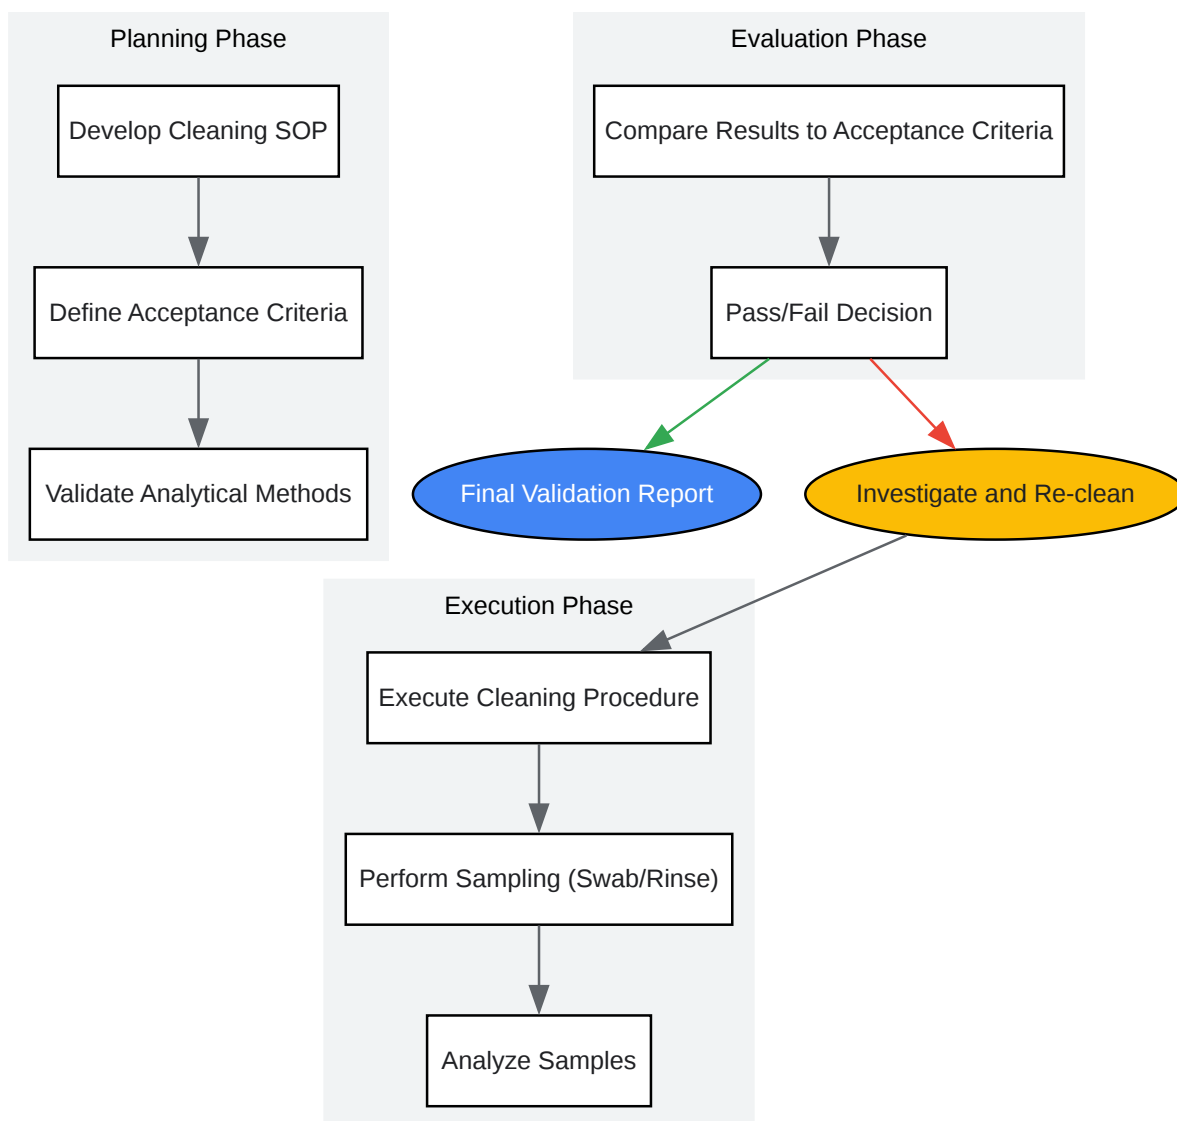 Planning Phase
Develop Cleaning SOP
Define Acceptance Criteria
Validate Analytical Methods
Evaluation Phase
Compare Results to Acceptance Criteria
Pass/Fail Decision
Final Validation Report
Investigate and Re-clean
Execution Phase
Execute Cleaning Procedure
Perform Sampling (Swab/Rinse)
Analyze Samples